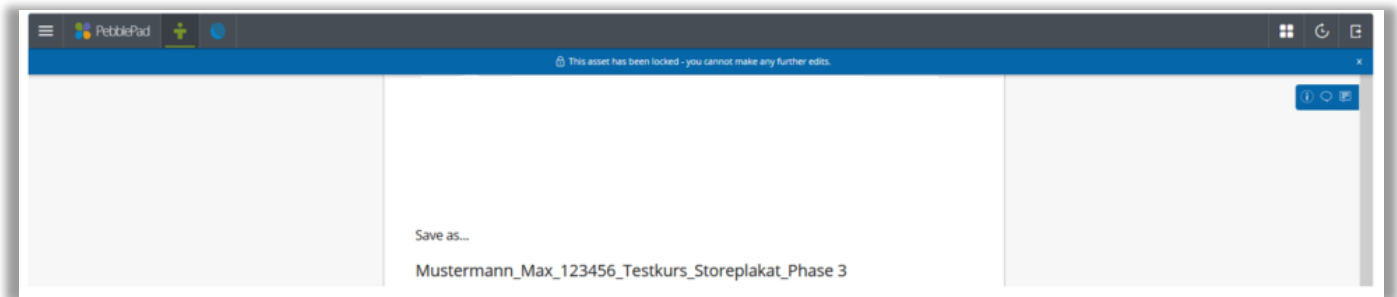 PebblePad
This asset has been locked - you cannot make any further edits.
x
Save as...
Mustermann_Max_123456_Testkurs_Storeplakat_Phase 3